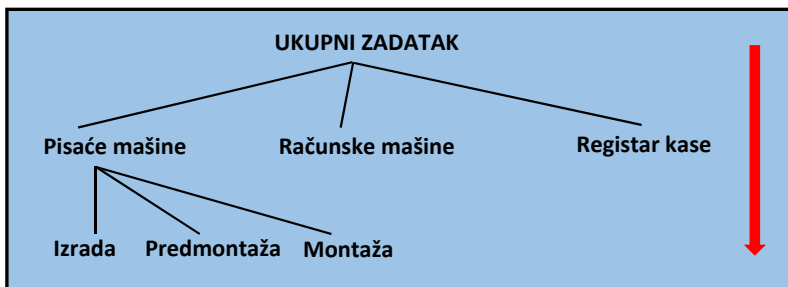 UKUPNI ZADATAK
Pisaće mašine Računske mašine Registar kase
Izrada Predmontaža Montaža